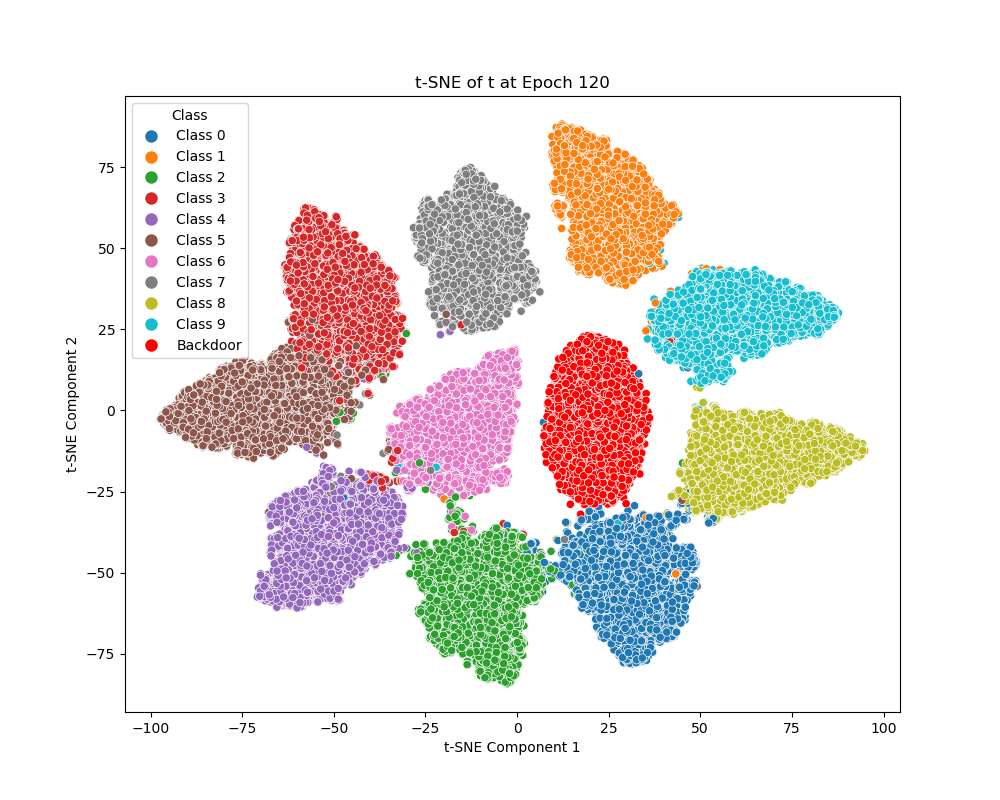 t-SNE of t at Epoch 120
Class
Class 0
Class 1
Class 2
Class 3
Class 4
Class 5
Class 6
Class 7
Class 8
Class 9
Backdoor
75
50
25
0
−25
−50
−75
t-SNE Component 2
−100
−75
−50
−25
0
25
50
75
100
t-SNE Component 1